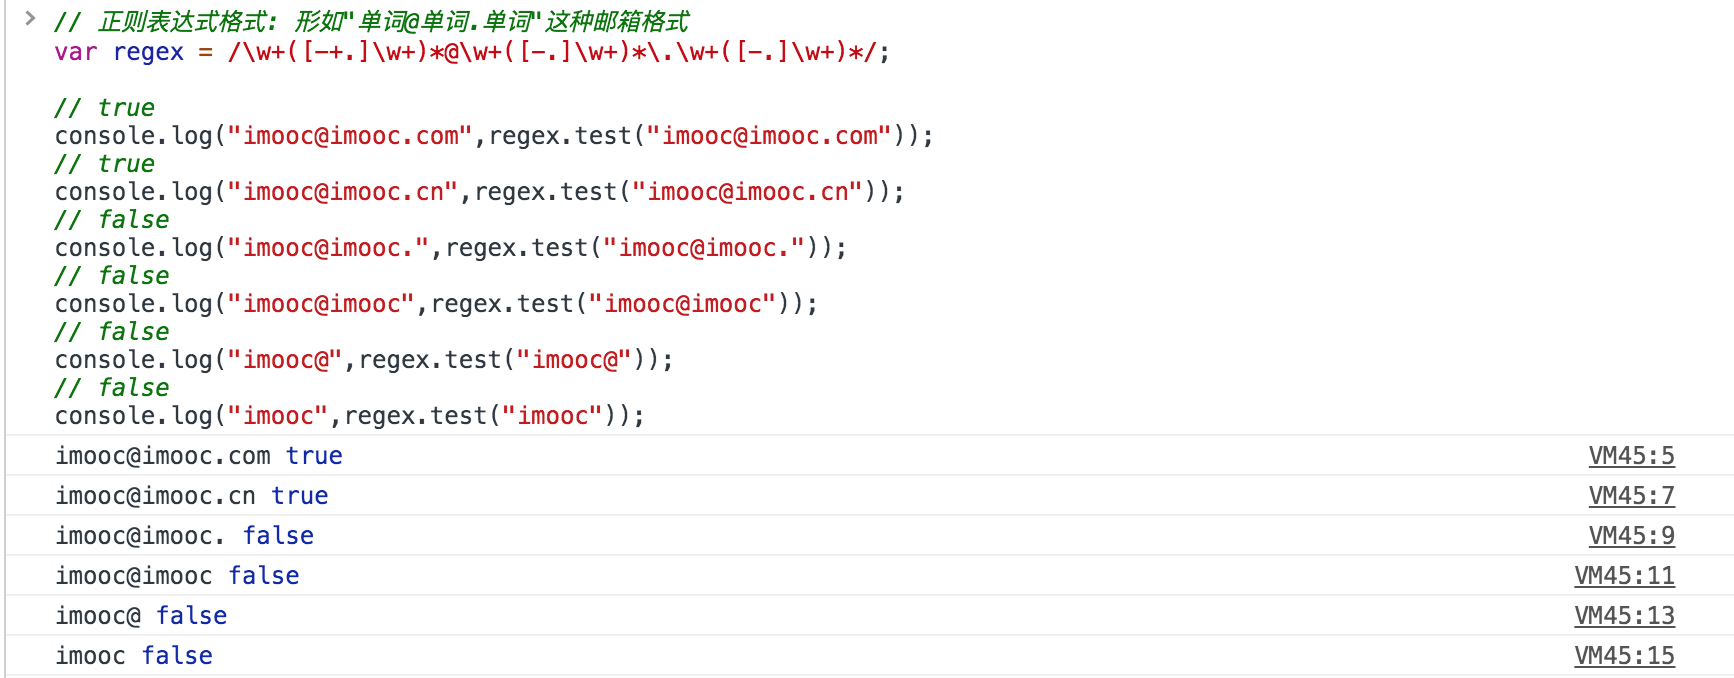 > // 正则表达式格式: 形如"单词@单词.单词"这种邮箱格式
var regex = /\w+([-+.]\w+)*@\w+([-.]\w+)*\.\w+([-.]\w+)*/;
// true
console.log("imooc@imooc.com",regex.test("imooc@imooc.com"));
// true
console.log("imooc@imooc.cn",regex.test("imooc@imooc.cn"));
// false
console.log("imooc@imooc.",regex.test("imooc@imooc."));
// false
console.log("imooc@imooc",regex.test("imooc@imooc"));
// false
console.log("imooc@",regex.test("imooc@"));
// false
console.log("imooc",regex.test("imooc"));
imooc@imooc.com true VM45:5
imooc@imooc.cn true VM45:7
imooc@imooc. false VM45:9
imooc@imooc false VM45:11
imooc@ false VM45:13
imooc false VM45:15